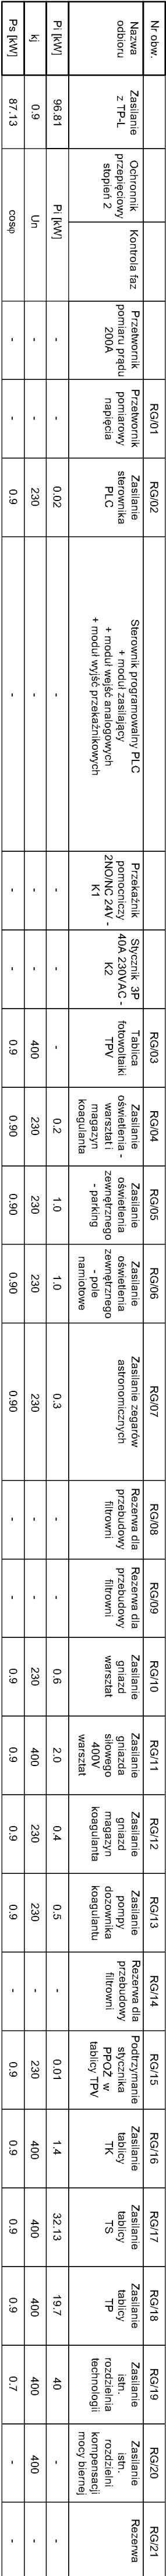 Nr obw. RG/01 RG/02 RG/03 RG/04 RG/05 RG/06 RG/07 RG/08 RG/09 RG/10 RG/11 RG/12 RG/13 RG/14 RG/15 RG/16 RG/17 RG/18 RG/19 RG/20 RG/21
Nazwa
odbioru
Zasilanie
z TP-L
Ochronnik
przepięciowy
stopień 2
Kontrola faz
Przetwornik
pomiaru prądu
200A
Przetwornik
pomiarowy
napięcia
Zasilanie
sterownika
PLC
Sterownik programowalny PLC
+ moduł zasilający
+ moduł wejść analogowych
+ moduł wyjść przekaźnikowych
Przekaźnik
pomocniczy
2NO/NC 24V -
K1
Stycznik 3P
40A 230VAC -
K2
Tablica
fotowoltaiki
TPV
Zasilanie
oświetlenia -
warsztat i
magazyn
koagulanta
Zasilanie
oświetlenia
zewnętrznego
- parking
Zasilanie
oświetlenia
zewnętrznego
- pole
namiotowe
Zasilanie zegarów
astronomicznych
Rezerwa dla
przebudowy
filtrowni
Rezerwa dla
przebudowy
filtrowni
Zasilanie
gniazd
warsztat
Zasilanie
gniazda
siłowego
400V
warsztat
Zasilanie
gniazd
magazyn
koagulanta
Zasilanie
pompy
dozownika
koagulantu
Rezerwa dla
przebudowy
filtrowni
Podtrzymanie
stycznika
PPOŻ w
tablicy TPV
Zasilanie
tablicy
TK
Zasilanie
tablicy
TS
Zasilanie
tablicy
TP
Zasilanie
istn.
rozdzielnia
technologii
Zasilanie
istn.
rozdzielni
kompensacji
mocy biernej
Rezerwa
Pi [kW] 96.81 Pi [kW] - - 0.02 - - - - 0.2 1.0 1.0 0.3 - - 0.6 2.0 0.4 0.5 - 0.01 1.4 32.13 19.7 40 - -
kj 0.9 Un - - 230 - - - 400 230 230 230 230 - - 230 400 230 230 - 230 400 400 400 400 400 -
Ps [kW] 87.13 cosφ - - 0.9 - - - 0.9 0.90 0.90 0.90 0.90 - - 0.9 0.9 0.9 0.9 - 0.9 0.9 0.9 0.9 0.7 - -